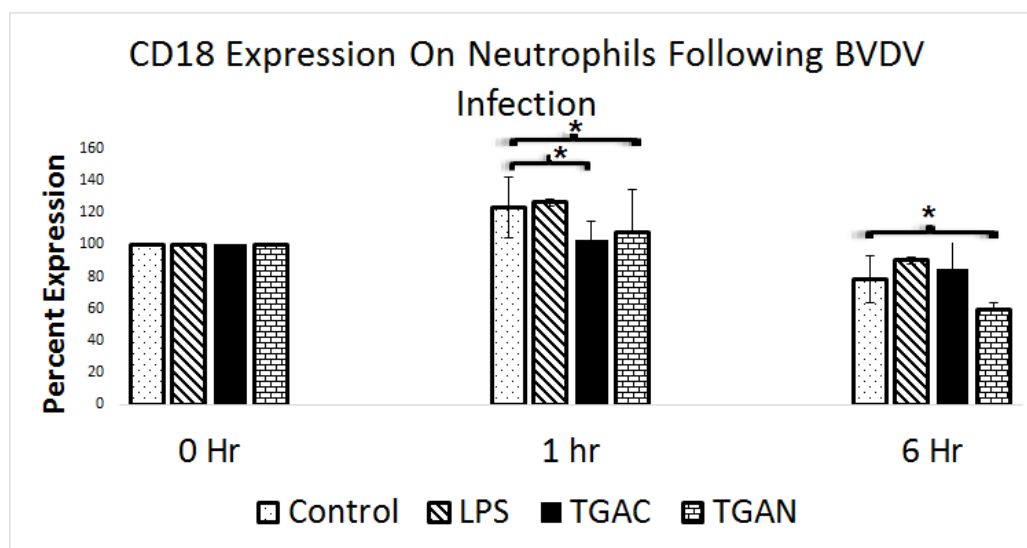 CD18 Expression On Neutrophils Following BVDV
Infection
Percent Expression
160
140
120
100
80
60
40
20
0
*
*
*
0 Hr 1 hr 6 Hr
Control LPS TGAC TGAN